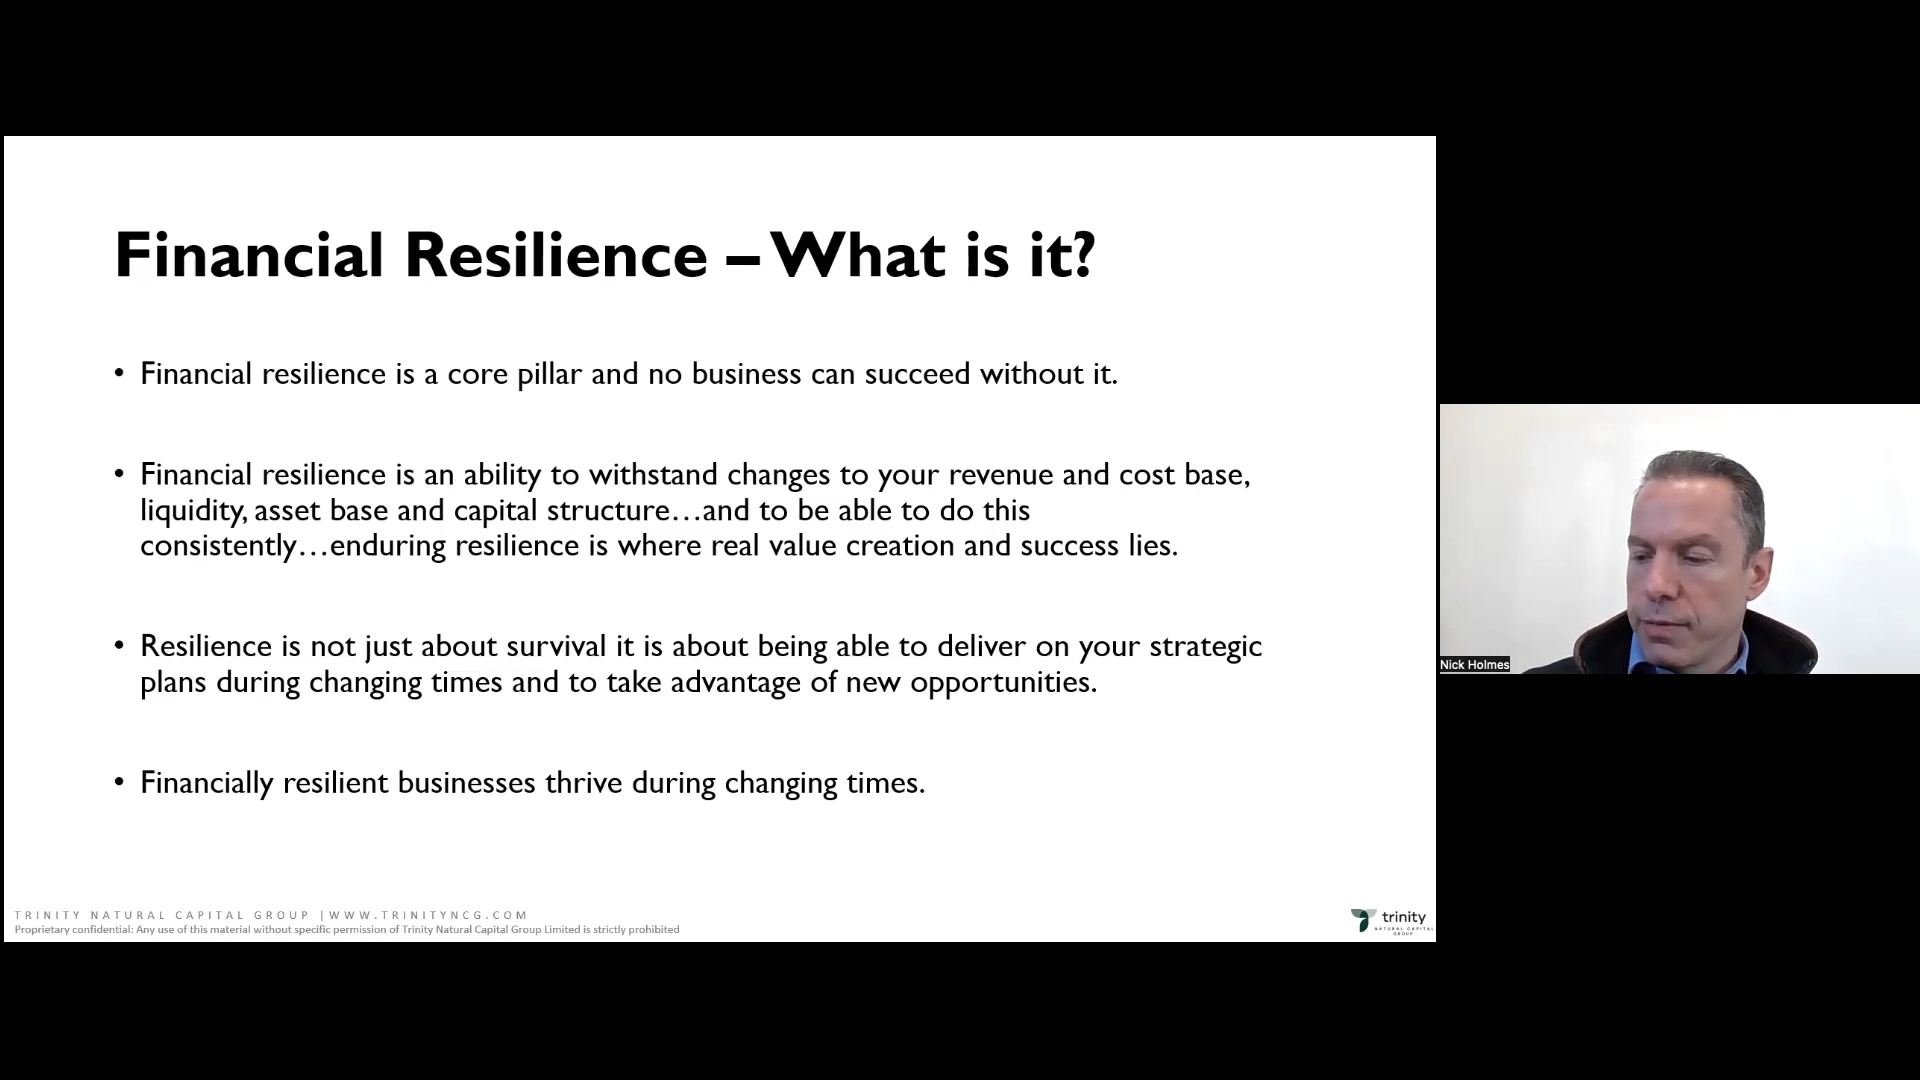 Financial Resilience – What is it?
• Financial resilience is a core pillar and no business can succeed without it.
• Financial resilience is an ability to withstand changes to your revenue and cost base,
liquidity, asset base and capital structure…and to be able to do this
consistently…enduring resilience is where real value creation and success lies.
• Resilience is not just about survival it is about being able to deliver on your strategic
plans during changing times and to take advantage of new opportunities.
• Financially resilient businesses thrive during changing times.
TRINITY NATURAL CAPITAL GROUP |WWW.TRINITYNCG.COM
Proprietary confidential: Any use of this material without specific permission of Trinity Natural Capital Group Limited is strictly prohibited
trinity
NATURAL CAPITAL
GROUP
Nick Holmes